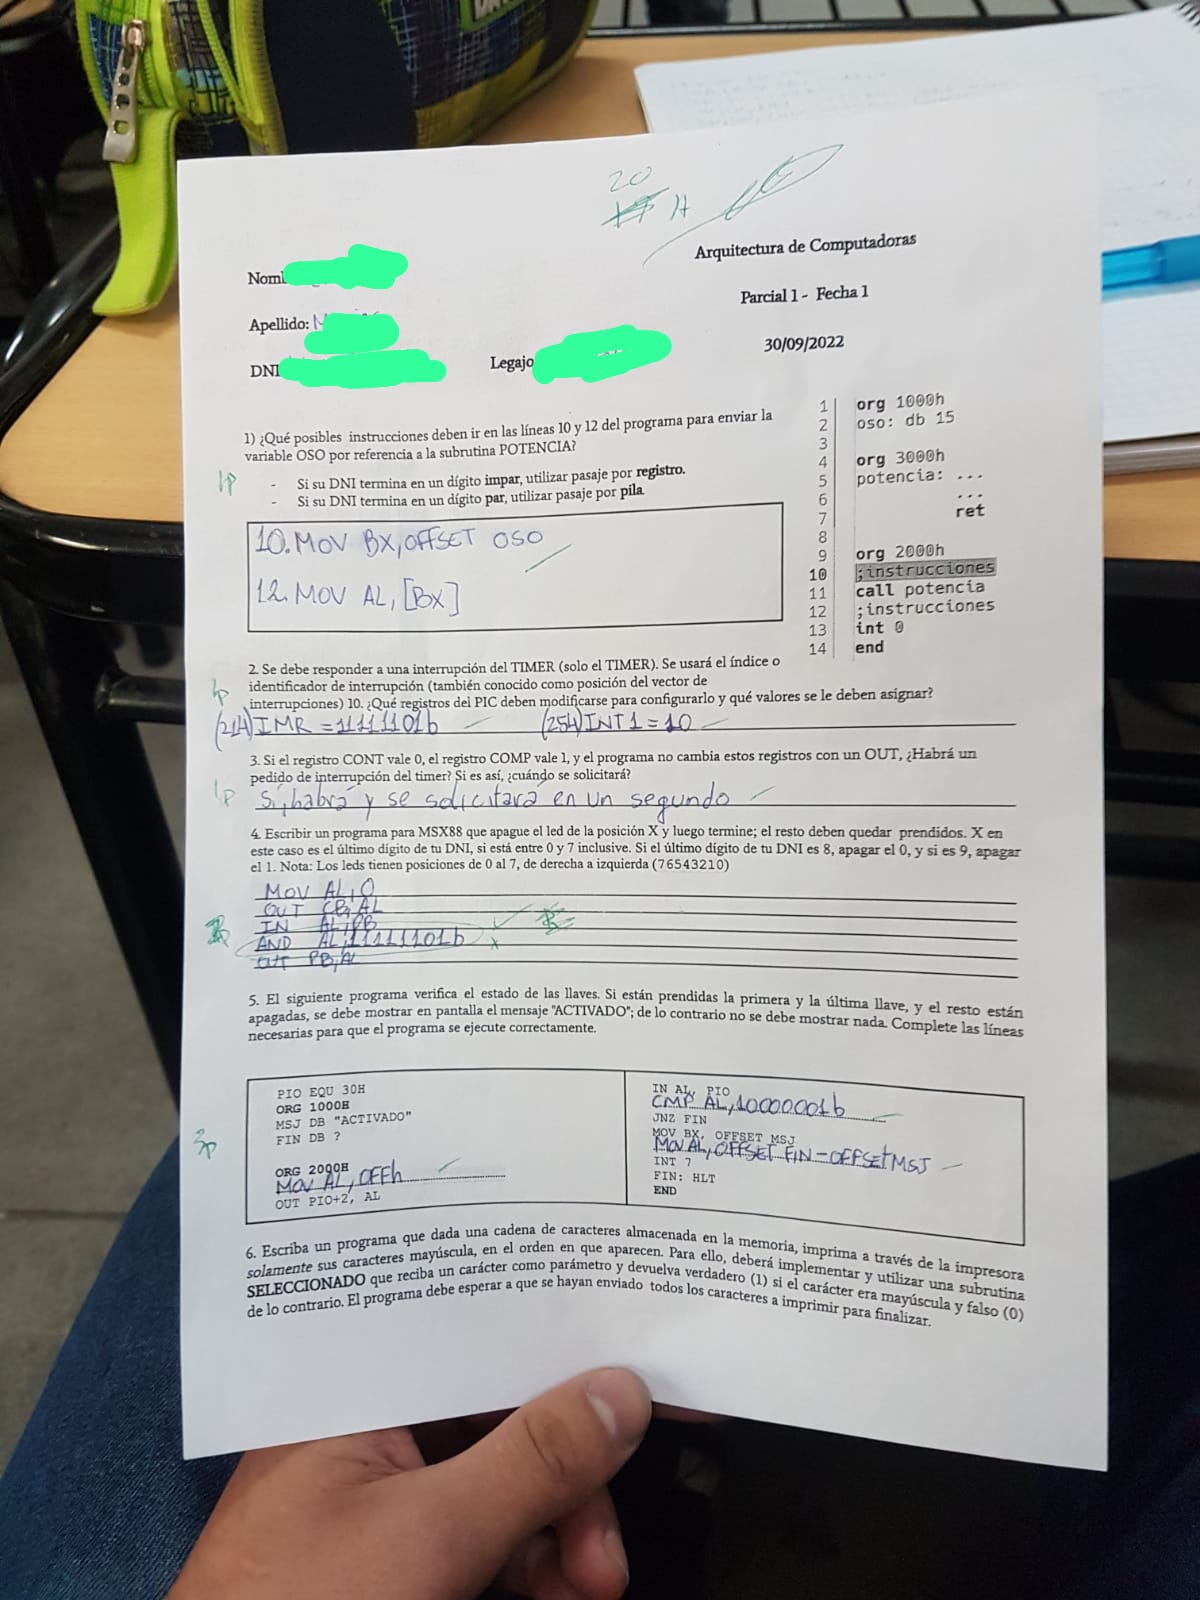 20
A
Arquitectura de Computadoras
Parcial 1 - Fecha 1
30/09/2022
Apellido: M
DNI
Legajo
1) ¿Qué posibles instrucciones deben ir en las líneas 10 y 12 del programa para enviar la
variable OSO por referencia a la subrutina POTENCIA?
1p
- Si su DNI termina en un dígito impar, utilizar pasaje por registro.
- Si su DNI termina en un dígito par, utilizar pasaje por pila.
10. MOV BX, OFFSET OSO
12. MOV AL, [BX]
1 org 1000h
2 oso: db 15
3
4 org 3000h
5 potencia: ...
6 ...
7 ret
8
9 org 2000h
10 ;instrucciones
11 call potencia
12 ;instrucciones
13 int 0
14 end
2. Se debe responder a una interrupción del TIMER (solo el TIMER). Se usará el índice o
identificador de interrupción (también conocido como posición del vector de
interrupciones) 10. ¿Qué registros del PIC deben modificarse para configurarlo y qué valores se le deben asignar?
1p
(21H) IMR = 11111101b (25H) INT1 = 10
3. Si el registro CONT vale 0, el registro COMP vale 1, y el programa no cambia estos registros con un OUT, ¿Habrá un
pedido de interrupción del timer? Si es así, ¿cuándo se solicitará?
1p
Sí, habrá y se solicitará en un segundo
4. Escribir un programa para MSX88 que apague el led de la posición X y luego termine; el resto deben quedar prendidos. X en
este caso es el último dígito de tu DNI, si está entre 0 y 7 inclusive. Si el último dígito de tu DNI es 8, apagar el 0, y si es 9, apagar
el 1. Nota: Los leds tienen posiciones de 0 al 7, de derecha a izquierda (76543210)
MOV AL, 0
OUT CB, AL
IN AL, PB
AND AL, 11111101b
OUT PB, AL
5. El siguiente programa verifica el estado de las llaves. Si están prendidas la primera y la última llave, y el resto están
apagadas, se debe mostrar en pantalla el mensaje "ACTIVADO"; de lo contrario no se debe mostrar nada. Complete las líneas
necesarias para que el programa se ejecute correctamente.
3p
PIO EQU 30H
ORG 1000H
MSJ DB "ACTIVADO"
FIN DB ?
ORG 2000H
MOV AL, 0FFh
OUT PIO+2, AL
IN AL, PIO
CMP AL, 10000001b
JNZ FIN
MOV BX, OFFSET MSJ
MOV AL, OFFSET FIN-OFFSET MSJ
INT 7
FIN: HLT
END
6. Escriba un programa que dada una cadena de caracteres almacenada en la memoria, imprima a través de la impresora
solamente sus caracteres mayúscula, en el orden en que aparecen. Para ello, deberá implementar y utilizar una subrutina
SELECCIONADO que reciba un carácter como parámetro y devuelva verdadero (1) si el carácter era mayúscula y falso (0)
de lo contrario. El programa debe esperar a que se hayan enviado todos los caracteres a imprimir para finalizar.